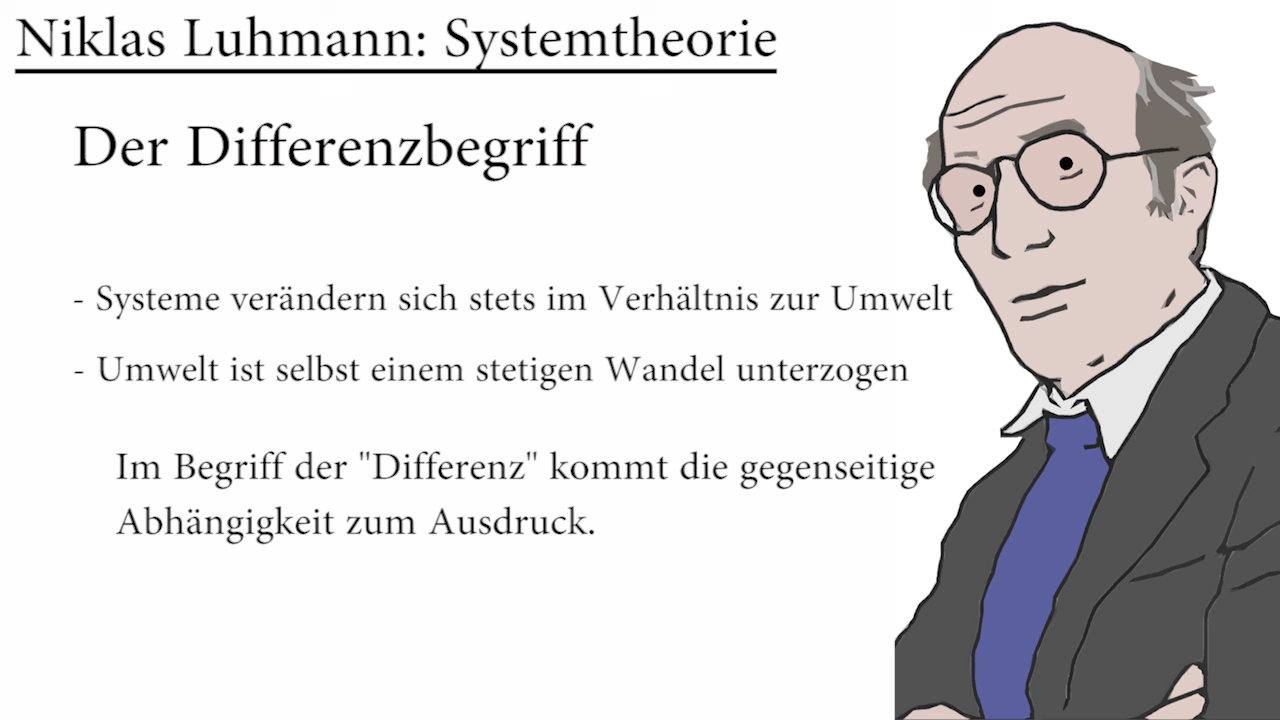 Niklas Luhmann: Systemtheorie
Der Differenzbegriff
- Systeme verändern sich stets im Verhältnis zur Umwelt
- Umwelt ist selbst einem stetigen Wandel unterzogen
Im Begriff der "Differenz" kommt die gegenseitige
Abhängigkeit zum Ausdruck.